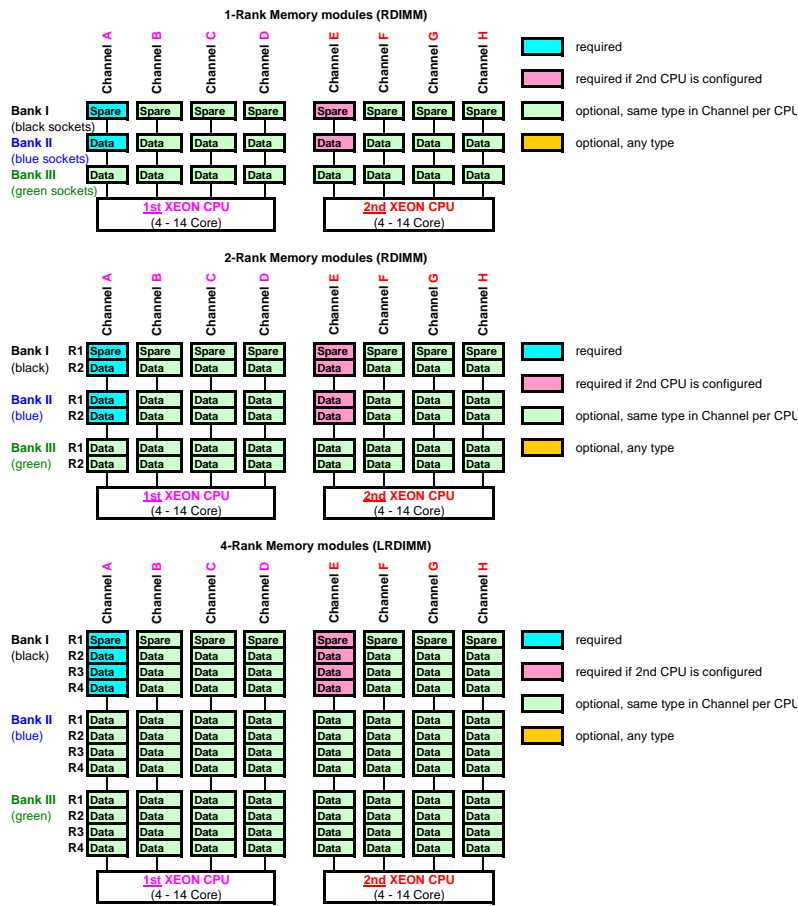 1-Rank Memory modules (RDIMM)
Channel A Channel B Channel C Channel D Channel E Channel F Channel G Channel H
required
required if 2nd CPU is configured
Bank I Spare Spare Spare Spare Spare Spare Spare Spare optional, same type in Channel per CPU
(black sockets)
Bank II Data Data Data Data Data Data Data Data optional, any type
(blue sockets)
Bank III Data Data Data Data Data Data Data Data
(green sockets)
1st XEON CPU 2nd XEON CPU
(4 - 14 Core) (4 - 14 Core)
2-Rank Memory modules (RDIMM)
Channel A Channel B Channel C Channel D Channel E Channel F Channel G Channel H
Bank I R1 Spare Spare Spare Spare Spare Spare Spare Spare required
(black) R2 Data Data Data Data Data Data Data Data
required if 2nd CPU is configured
Bank II R1 Data Data Data Data Data Data Data Data
(blue) R2 Data Data Data Data Data Data Data Data optional, same type in Channel per CPU
Bank III R1 Data Data Data Data Data Data Data Data optional, any type
(green) R2 Data Data Data Data Data Data Data Data
1st XEON CPU 2nd XEON CPU
(4 - 14 Core) (4 - 14 Core)
4-Rank Memory modules (LRDIMM)
Channel A Channel B Channel C Channel D Channel E Channel F Channel G Channel H
Bank I R1 Spare Spare Spare Spare Spare Spare Spare Spare required
(black) R2 Data Data Data Data Data Data Data Data
R3 Data Data Data Data Data Data Data Data required if 2nd CPU is configured
R4 Data Data Data Data Data Data Data Data
optional, same type in Channel per CPU
Bank II R1 Data Data Data Data Data Data Data Data
(blue) R2 Data Data Data Data Data Data Data Data optional, any type
R3 Data Data Data Data Data Data Data Data
R4 Data Data Data Data Data Data Data Data
Bank III R1 Data Data Data Data Data Data Data Data
(green) R2 Data Data Data Data Data Data Data Data
R3 Data Data Data Data Data Data Data Data
R4 Data Data Data Data Data Data Data Data
1st XEON CPU 2nd XEON CPU
(4 - 14 Core) (4 - 14 Core)